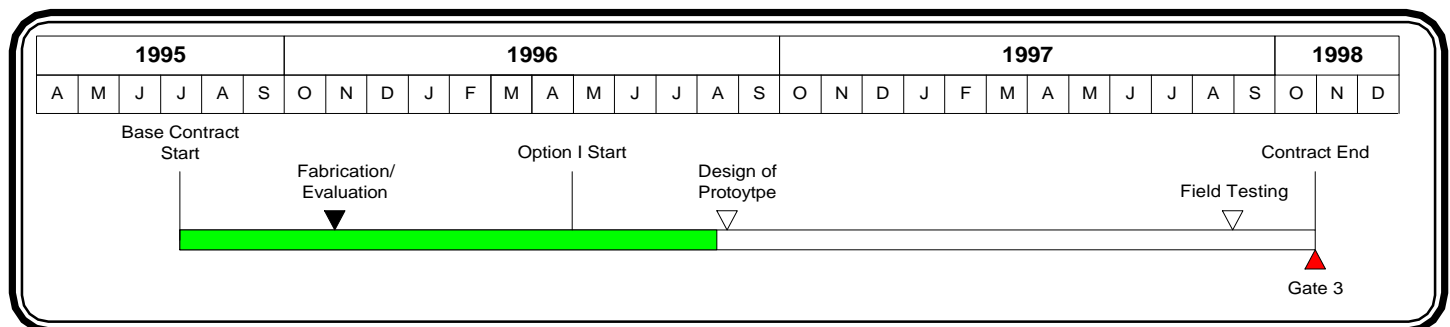 1995 1996 1997 1998
A M J J A S O N D J F M A M J J A S O N D J F M A M J J A S O N D
Base Contract
Start
Fabrication/
Evaluation
Option I Start
Design of
Protoytpe
Field Testing
Contract End
Gate 3